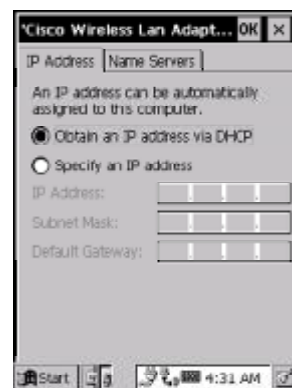 'Cisco Wireless Lan Adapt... OK ×
IP Address Name Servers
An IP address can be automatically
assigned to this computer.
Obtain an IP address via DHCP
Specify an IP address
IP Address:
Subnet Mask:
Default Gateway:
Start 4:31 AM